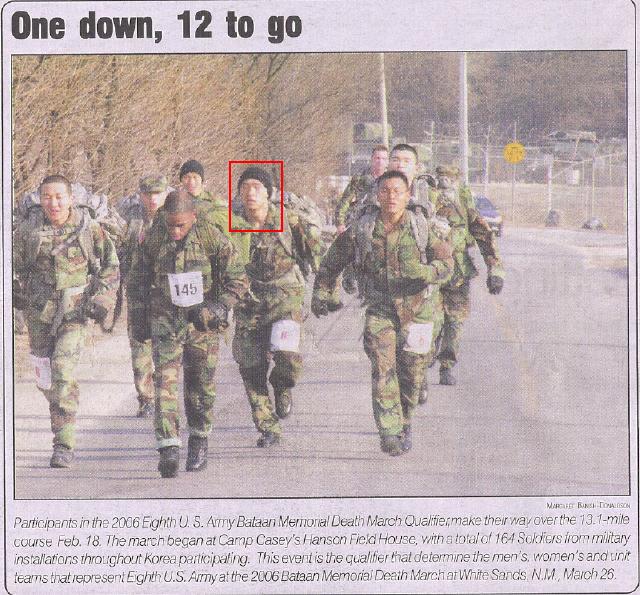 One down, 12 to go
145
MARGARET BANISH-DONALDSON
Participants in the 2006 Eighth U. S. Army Bataan Memorial Death March Qualifier,make their way over the 13.1-mile
course Feb. 18. The march began at Camp Casey's Hanson Field House, with a total of 164 Soldiers from military
installations throughout Korea participating. This event is the qualifier that determine the men's, women's and unit
teams that represent Eighth U.S. Army at the 2006 Bataan Memorial Death March at White Sands, N.M., March 26.